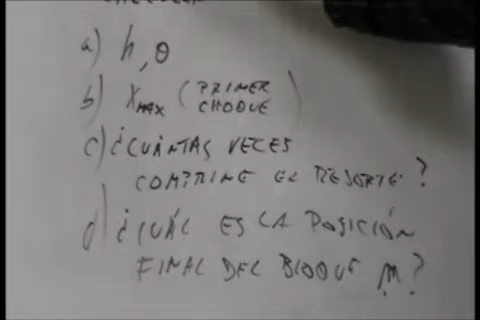 a) h, θ
b) XMAX (PRIMER CHOQUE)
c) ¿CUÁNTAS VECES
COMPRIME EL RESORTE?
d) ¿CUÁL ES LA POSICIÓN
FINAL DEL BLOQUE m?